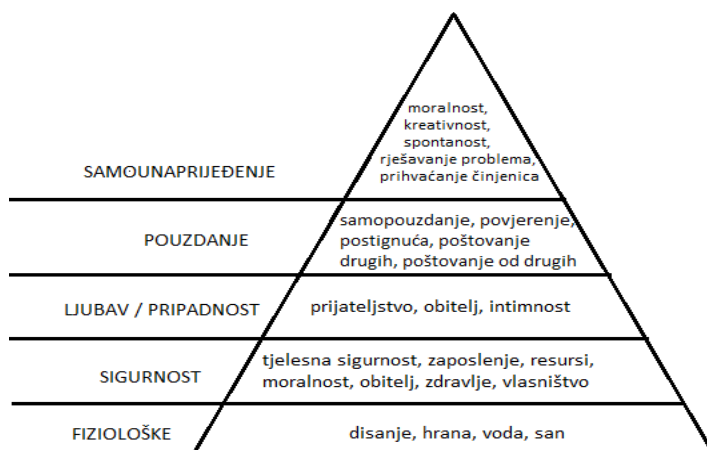 moralnost,
kreativnost,
spontanost,
rješavanje problema,
prihvaćanje činjenica
SAMOUNAPRIJEĐENJE
samopouzdanje, povjerenje,
postignuća, poštovanje
drugih, poštovanje od drugih
POUZDANJE
LJUBAV / PRIPADNOST
prijateljstvo, obitelj, intimnost
tjelesna sigurnost, zaposlenje, resursi,
moralnost, obitelj, zdravlje, vlasništvo
SIGURNOST
FIZIOLOŠKE
disanje, hrana, voda, san